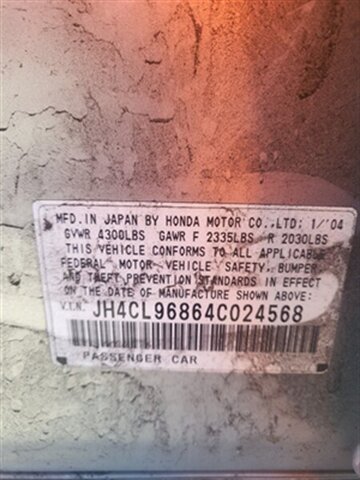 MFD.IN JAPAN BY HONDA MOTOR CO.,LTD: 1/'04
GVWR 4300LBS GAWR F 2335LBS R 2030LBS
THIS VEHICLE CONFORMS TO ALL APPLICABLE
FEDERAL MOTOR VEHICLE SAFETY, BUMPER
AND THEFT PREVENTION STANDARDS IN EFFECT
ON THE DATE OF MANUFACTURE SHOWN ABOVE.
V.I.N. JH4CL96864C024568
PASSENGER CAR